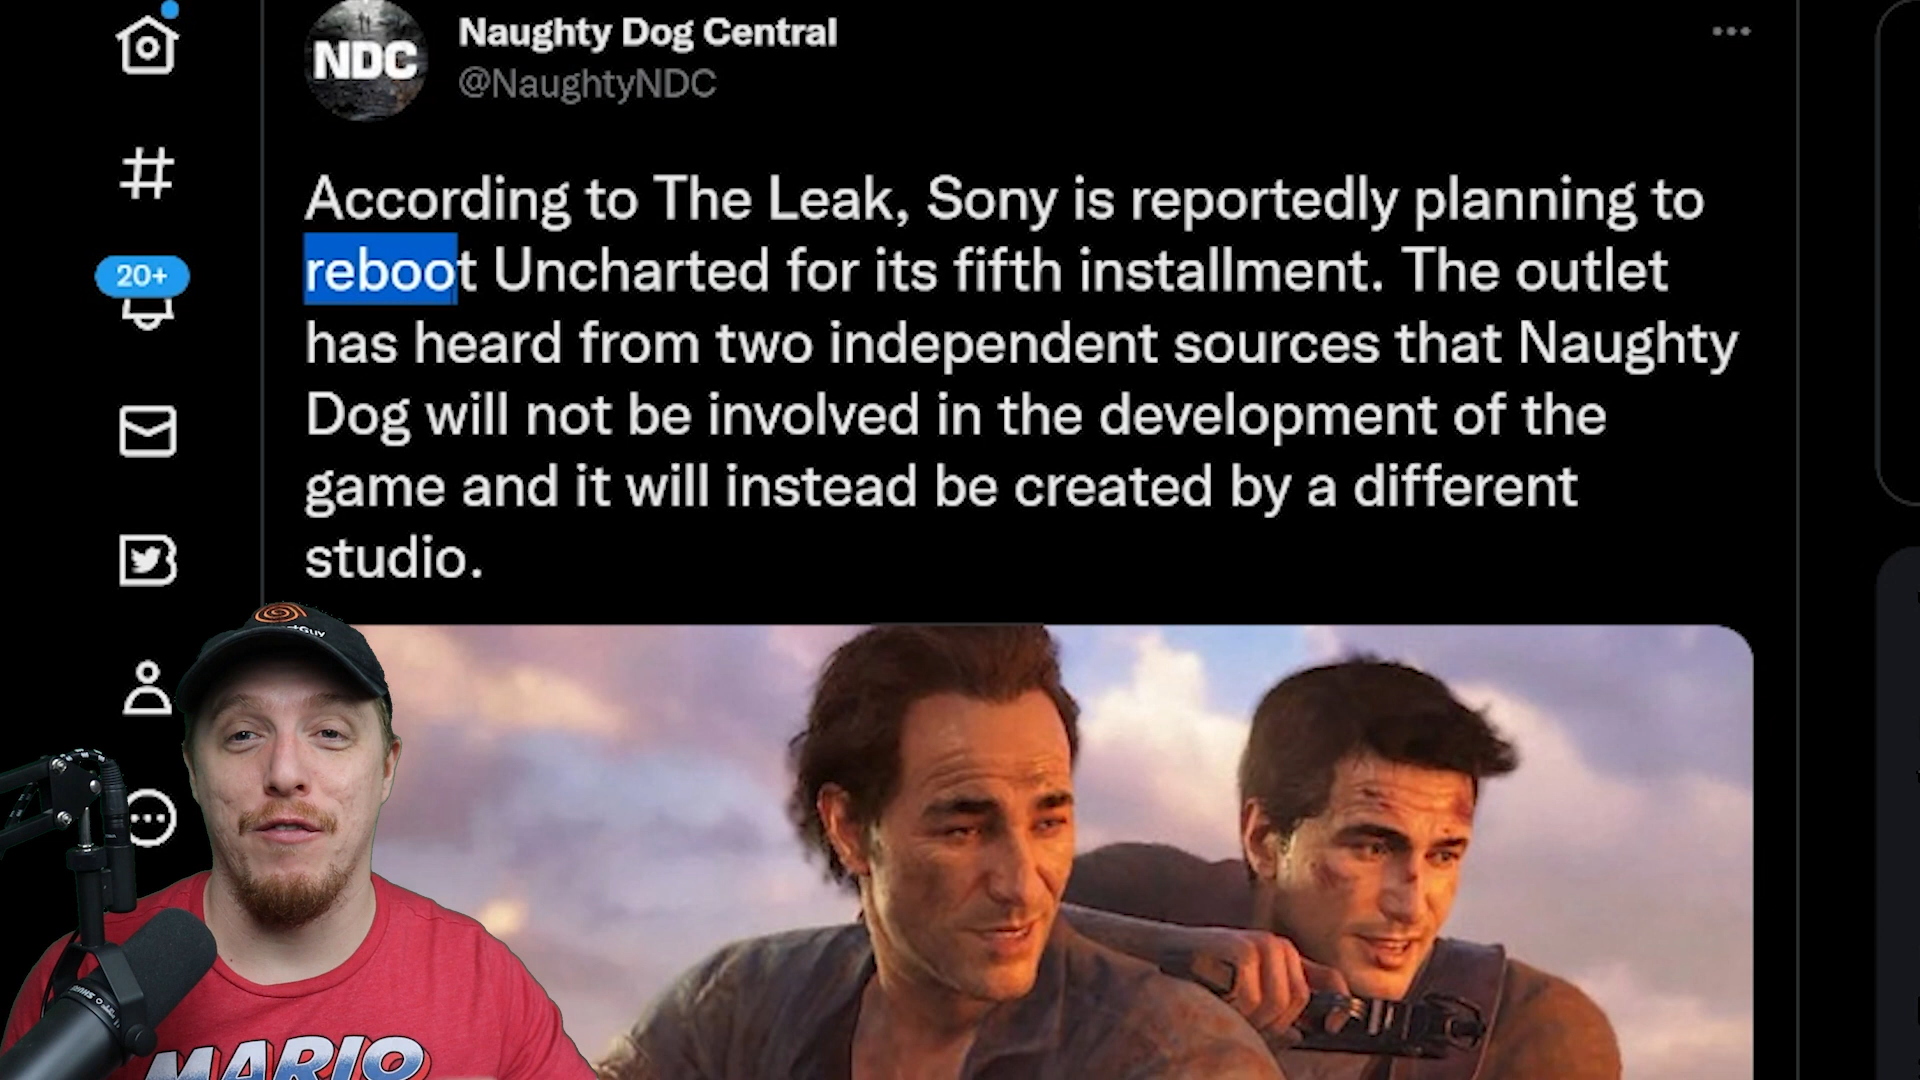 Naughty Dog Central
NDC
@NaughtyNDC
According to The Leak, Sony is reportedly planning to
reboot Uncharted for its fifth installment. The outlet
20+
has heard from two independent sources that Naughty
Dog will not be involved in the development of the
game and it will instead be created by a different
studio.
MARIO